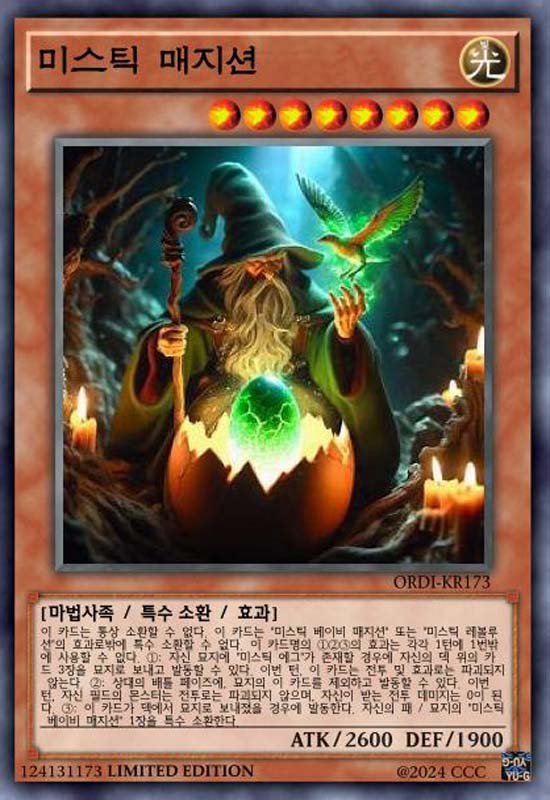 미스틱 매지션
光
ORDI-KR173
[마법사족 / 특수 소환 / 효과]
이 카드는 통상 소환할 수 없다. 이 카드는 "미스틱 베이비 매지션" 또는 "미스틱 레볼루
션"의 효과로밖에 특수 소환할 수 없다. 이 카드명의 ①②③의 효과는 각각 1턴에 1번밖
에 사용할 수 없다. ①: 자신 묘지에 "미스틱 에그"가 존재할 경우에 자신의 덱 위의 카
드 3장을 묘지로 보내고 발동할 수 있다. 이번 턴, 이 카드는 전투 및 효과로는 파괴되지
않는다. ②: 상대의 배틀 페이즈에, 묘지의 이 카드를 제외하고 발동할 수 있다. 이번
턴, 자신 필드의 몬스터는 전투로는 파괴되지 않으며, 자신이 받는 전투 데미지는 0이 된
다. ③: 이 카드가 덱에서 묘지로 보내졌을 경우에 발동한다. 자신의 패 / 묘지의 "미스틱
베이비 매지션" 1장을 특수 소환한다.
ATK/2600 DEF/1900
124131173 LIMITED EDITION
@2024 CCC